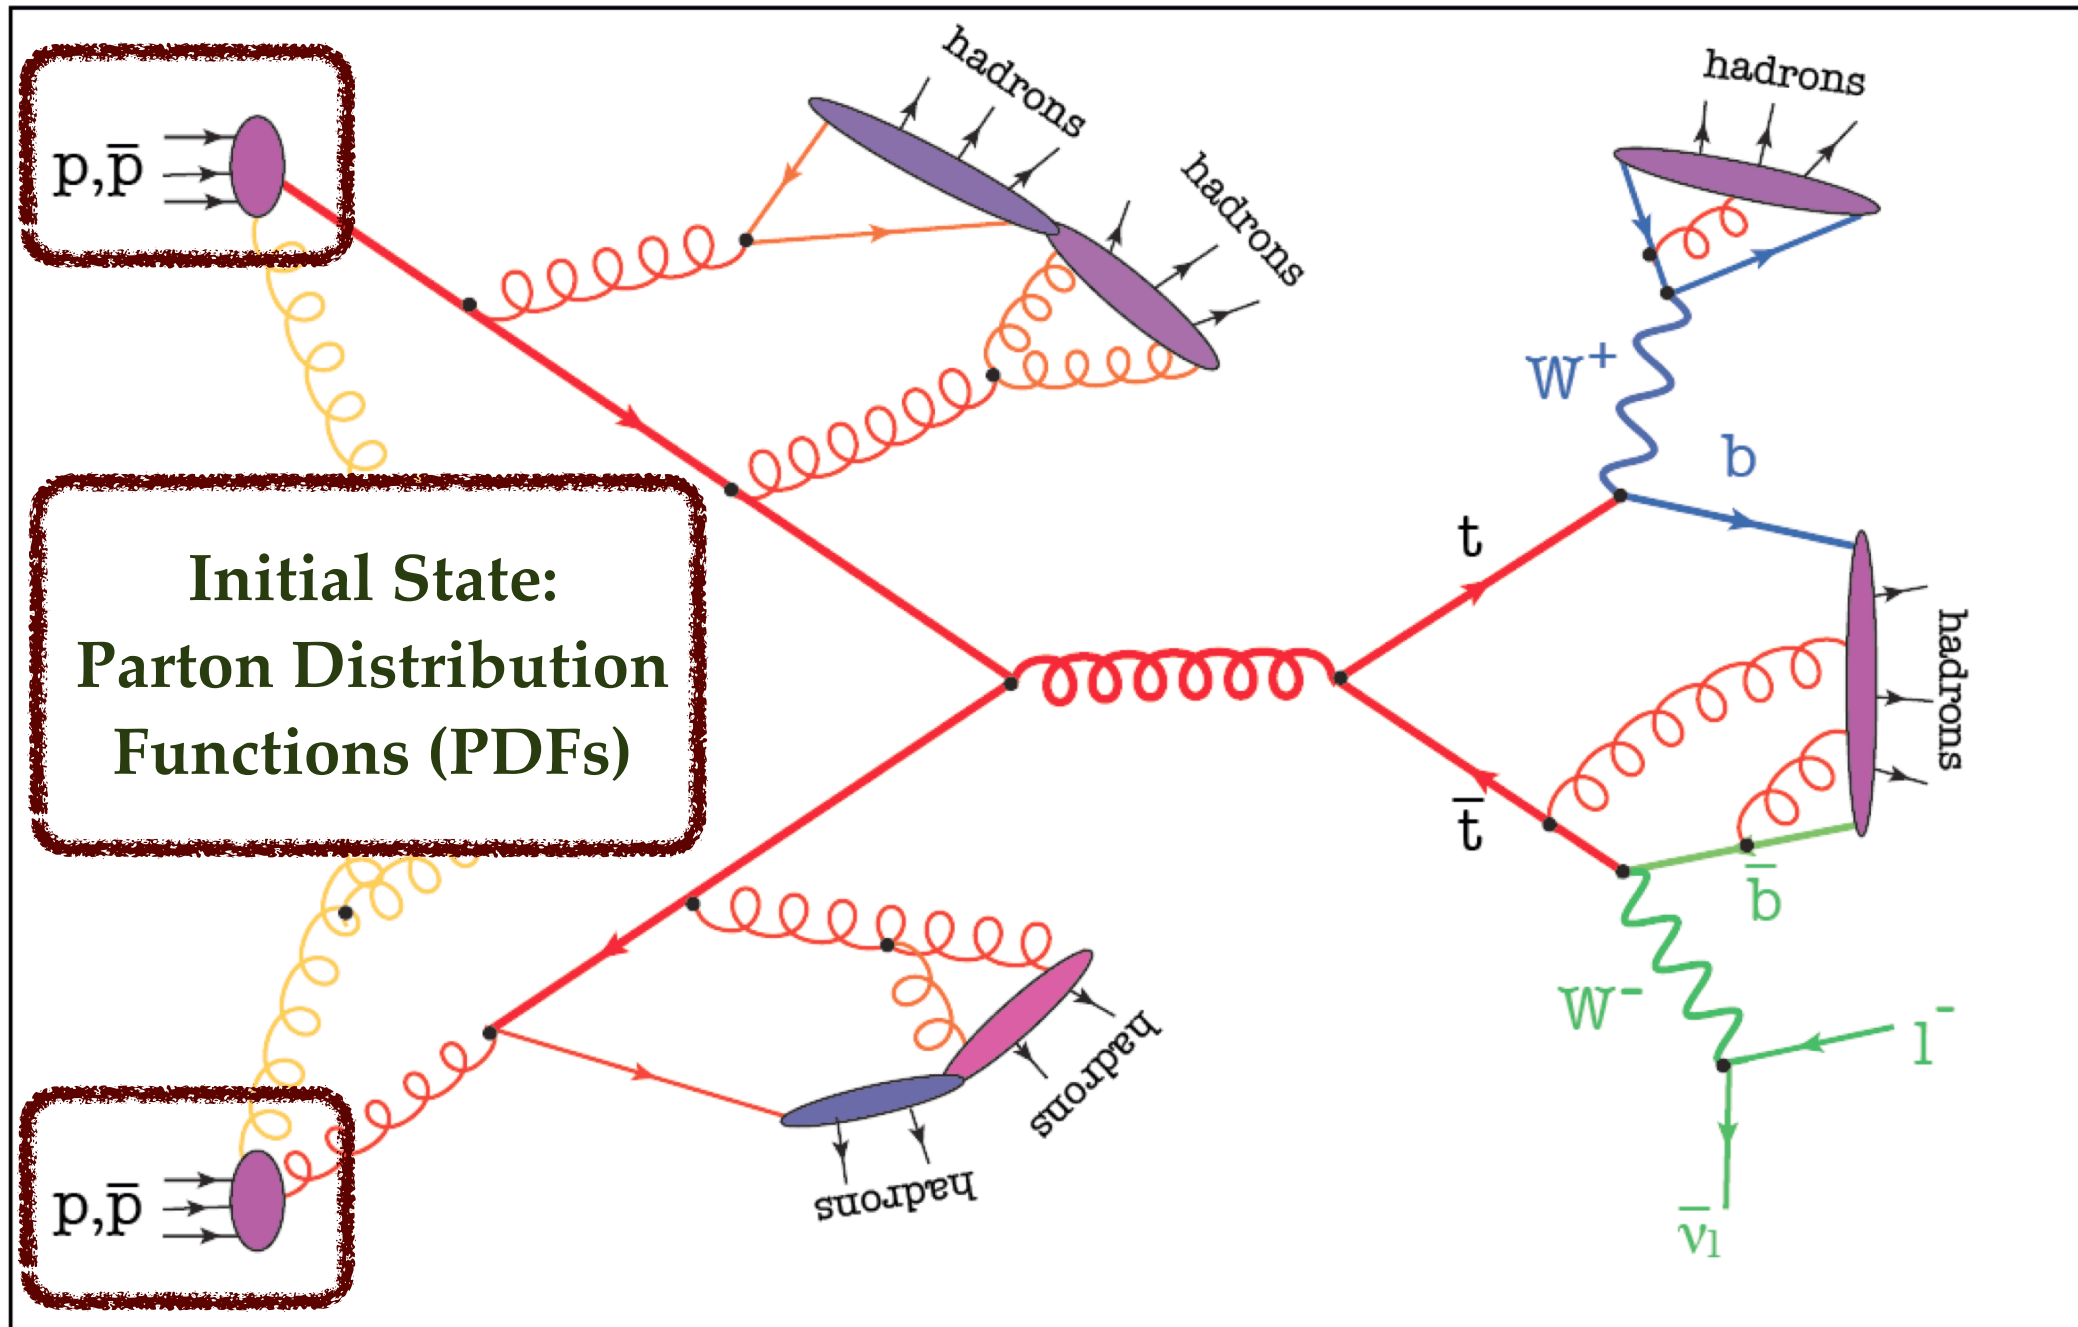 p,p̅
hadrons
hadrons
hadrons
W⁺
b
t
Initial State:
Parton Distribution
Functions (PDFs)
hadrons
t̅
b̅
W⁻
l⁻
hadrons
hadrons
p,p̅
ν̅ₗ